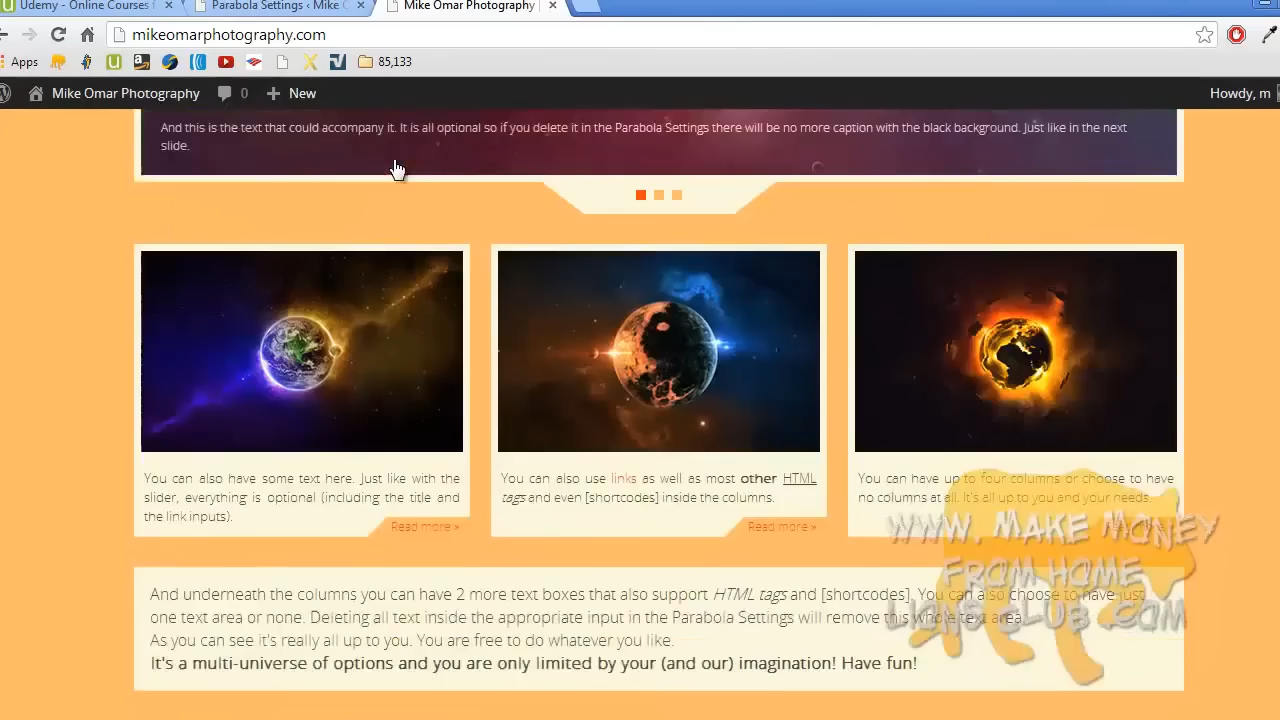 Udemy - Online Courses
Parabola Settings ‹ Mike
Mike Omar Photography
mikeomarphotography.com
Apps
85,133
Mike Omar Photography
0
New
Howdy, m
And this is the text that could accompany it. It is all optional so if you delete it in the Parabola Settings there will be no more caption with the black background. Just like in the next
slide.
You can also have some text here. Just like with the
slider, everything is optional (including the title and
the link inputs).
Read more »
You can also use links as well as most other HTML
tags and even [shortcodes] inside the columns.
Read more »
You can have up to four columns or choose to have
no columns at all. It's all up to you and your needs.
And underneath the columns you can have 2 more text boxes that also support HTML tags and [shortcodes]. You can also choose to have just
one text area or none. Deleting all text inside the appropriate input in the Parabola Settings will remove this whole text area.
As you can see it's really all up to you. You are free to do whatever you like.
It's a multi-universe of options and you are only limited by your (and our) imagination! Have fun!
WWW. MAKE MONEY
FROM HOME
LIONS CLUB .COM